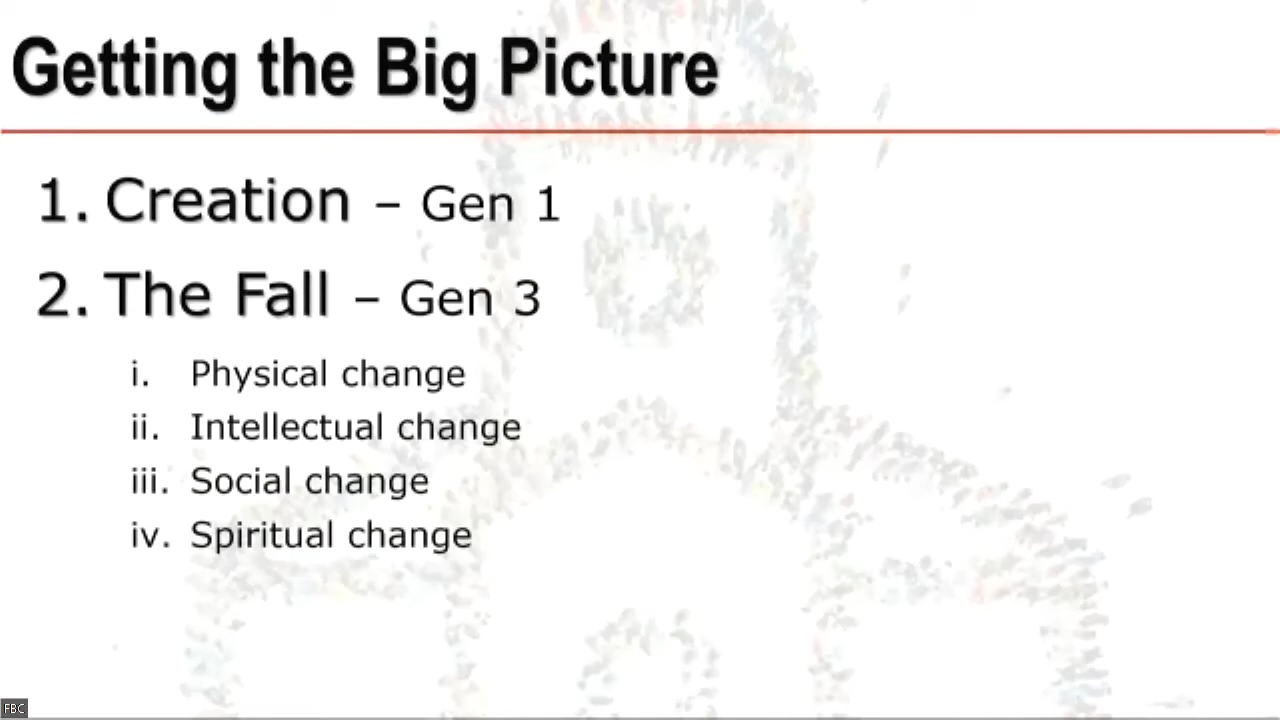 Getting the Big Picture
1. Creation – Gen 1
2. The Fall – Gen 3
i. Physical change
ii. Intellectual change
iii. Social change
iv. Spiritual change
FBC